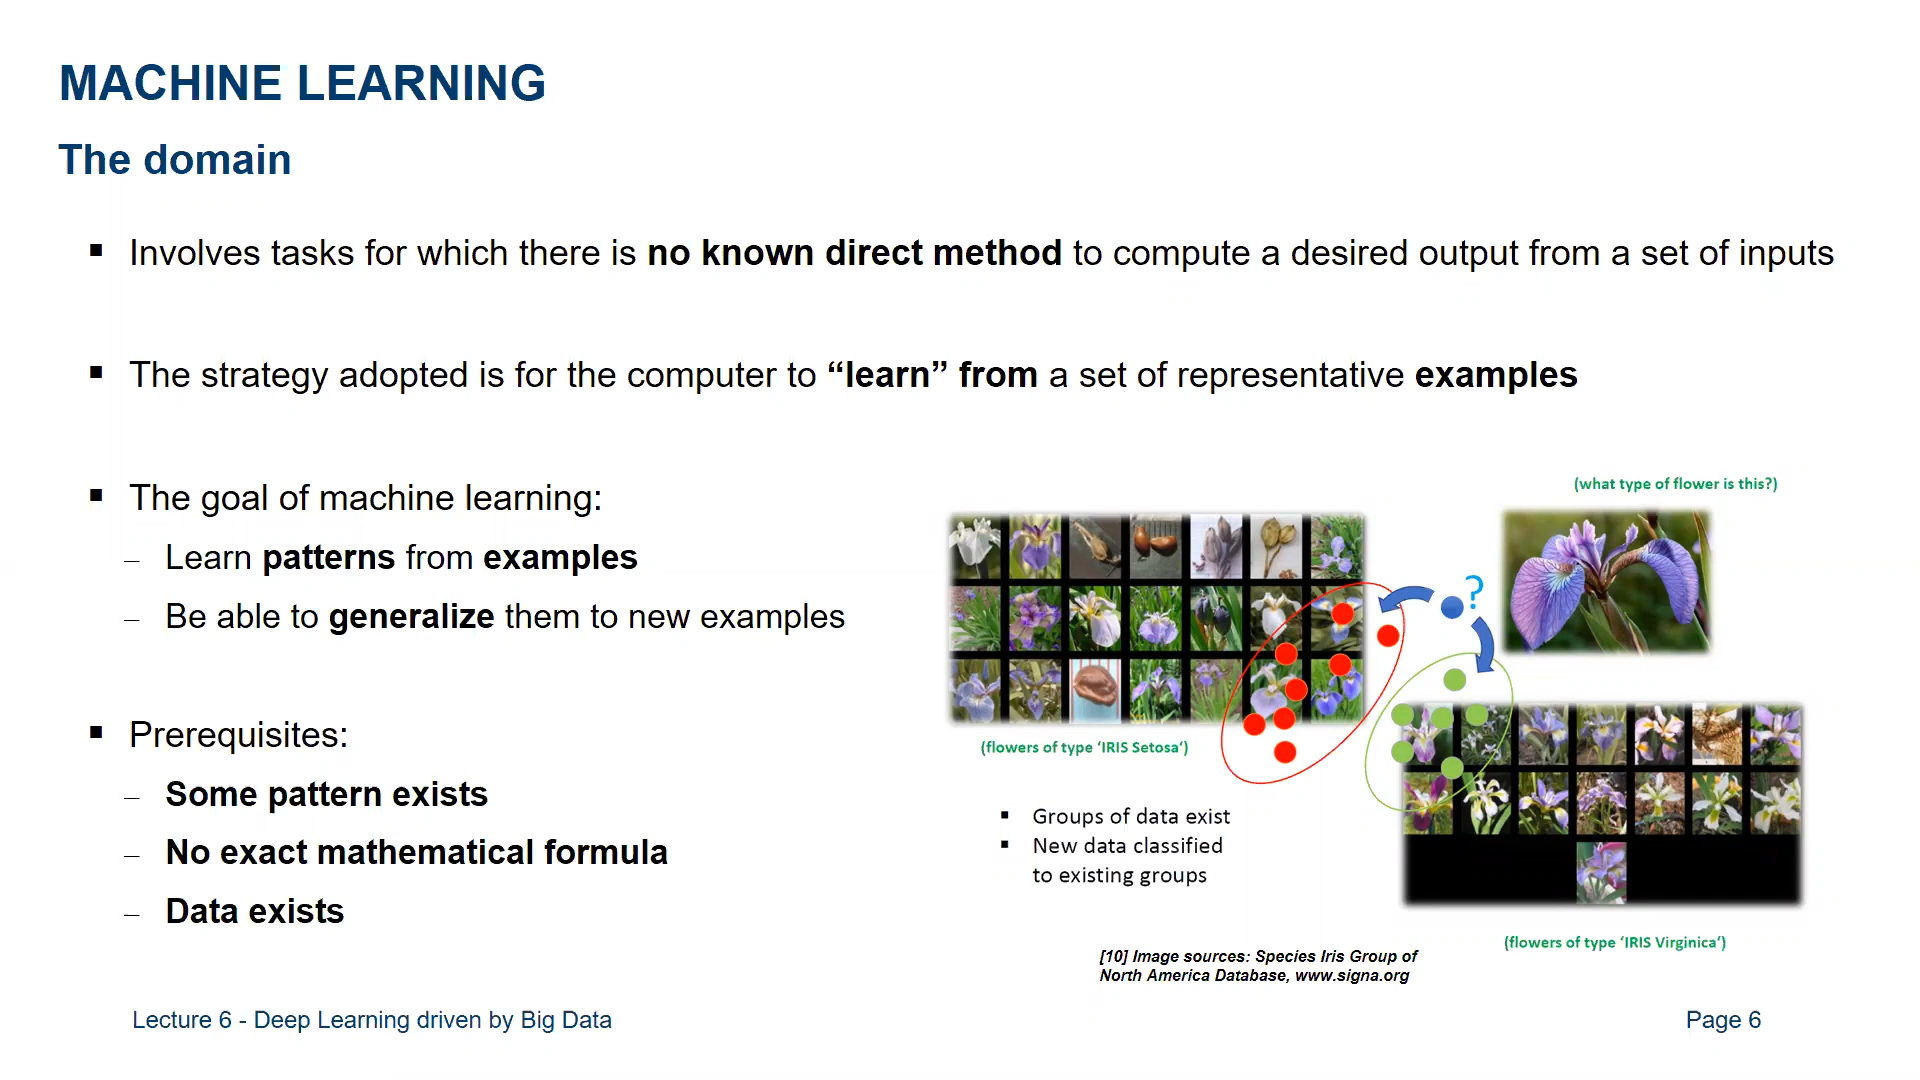 MACHINE LEARNING
The domain
▪ Involves tasks for which there is no known direct method to compute a desired output from a set of inputs
▪ The strategy adopted is for the computer to “learn” from a set of representative examples
▪ The goal of machine learning:
– Learn patterns from examples
– Be able to generalize them to new examples
▪ Prerequisites:
– Some pattern exists
– No exact mathematical formula
– Data exists
(what type of flower is this?)
?
(flowers of type ‘IRIS Setosa‘)
▪ Groups of data exist
▪ New data classified
to existing groups
(flowers of type ‘IRIS Virginica‘)
[10] Image sources: Species Iris Group of
North America Database, www.signa.org
Lecture 6 - Deep Learning driven by Big Data
Page 6